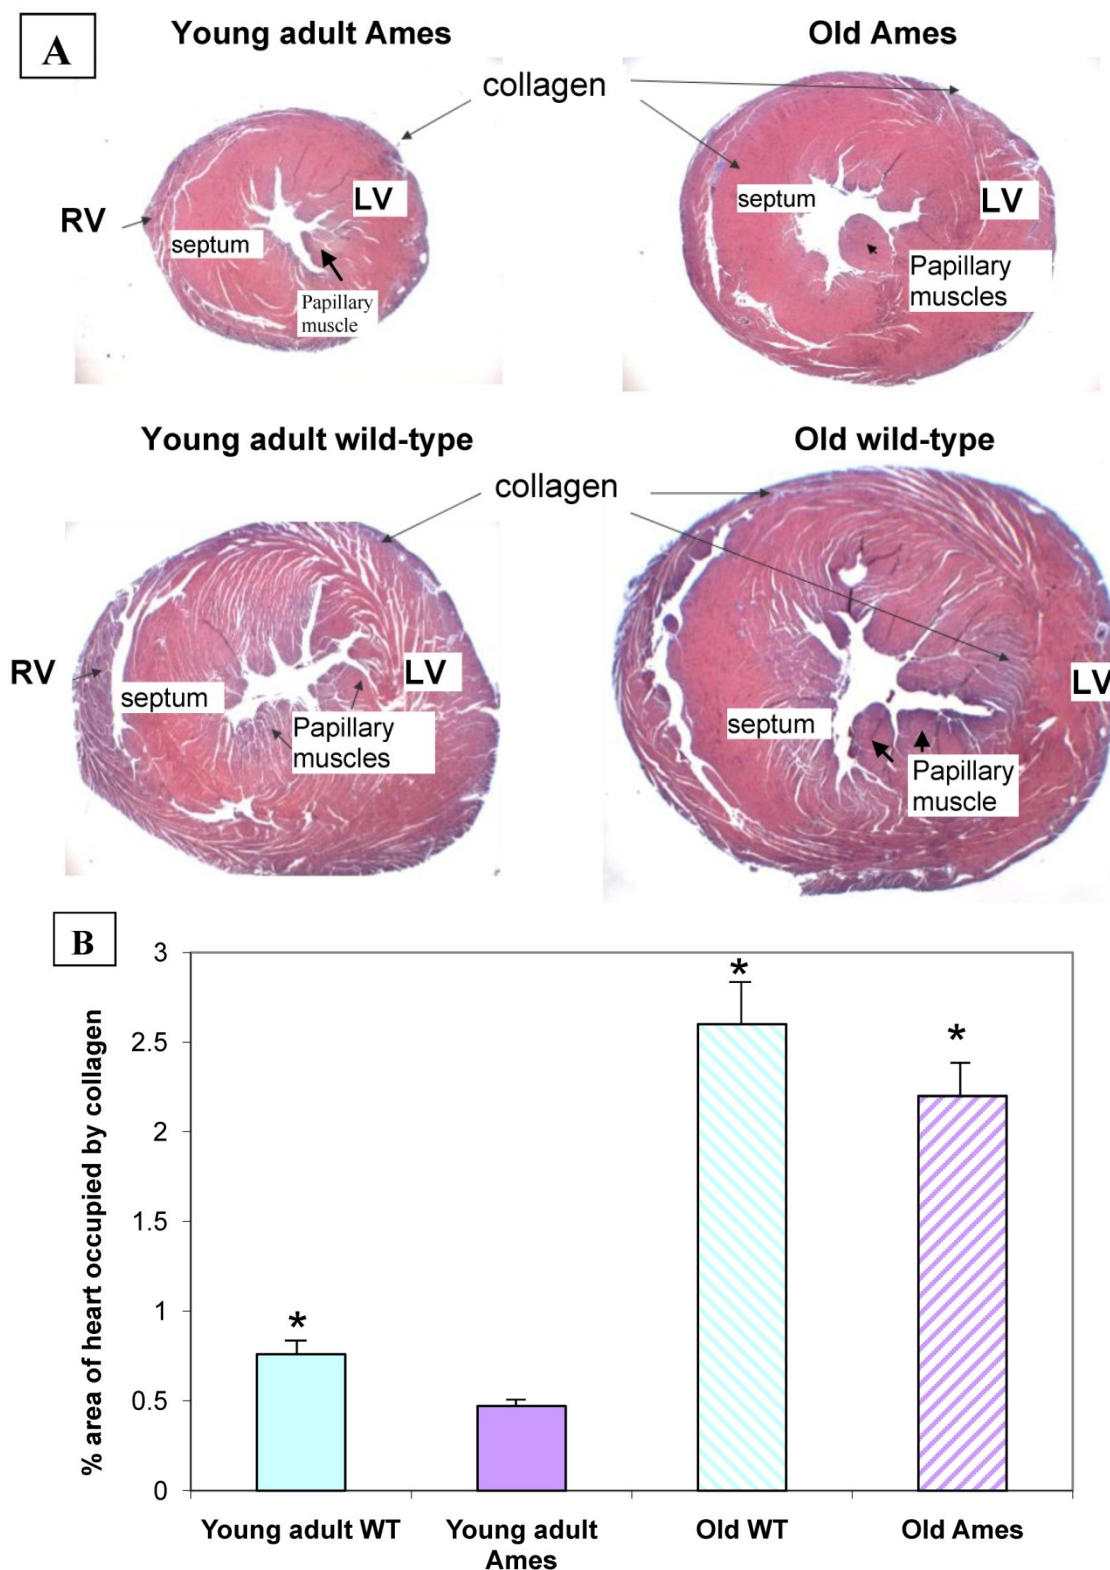 A
Young adult Ames
Old Ames
collagen
RV
septum
LV
Papillary
muscle
septum
LV
Papillary
muscles
Young adult wild-type
Old wild-type
collagen
RV
septum
LV
Papillary
muscles
septum
LV
Papillary
muscle
B
% area of heart occupied by collagen
3
2.5
2
1.5
1
0.5
0
*
*
*
Young adult WT
Young adult
Ames
Old WT
Old Ames